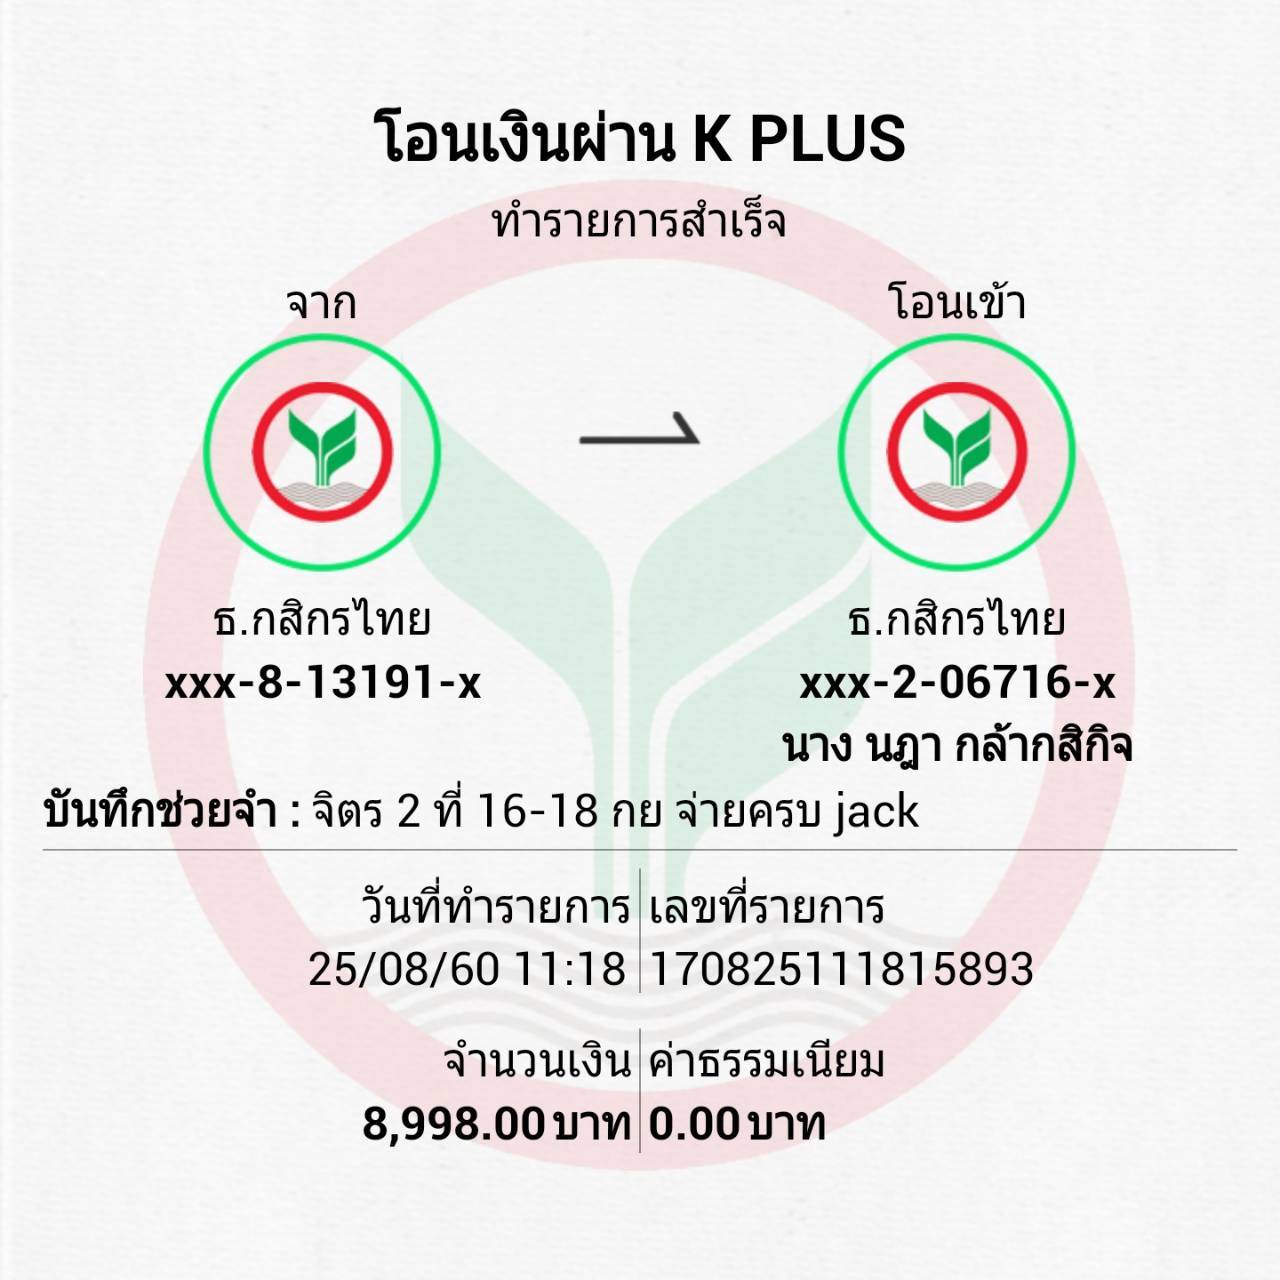 โอนเงินผ่าน K PLUS
ทำรายการสำเร็จ
จาก
โอนเข้า
ธ.กสิกรไทย
xxx-8-13191-x
ธ.กสิกรไทย
xxx-2-06716-x
นาง นฎา กล้ากสิกิจ
บันทึกช่วยจำ : จิตร 2 ที่ 16-18 กย จ่ายครบ jack
วันที่ทำรายการ
25/08/60 11:18
เลขที่รายการ
170825111815893
จำนวนเงิน
8,998.00 บาท
ค่าธรรมเนียม
0.00 บาท